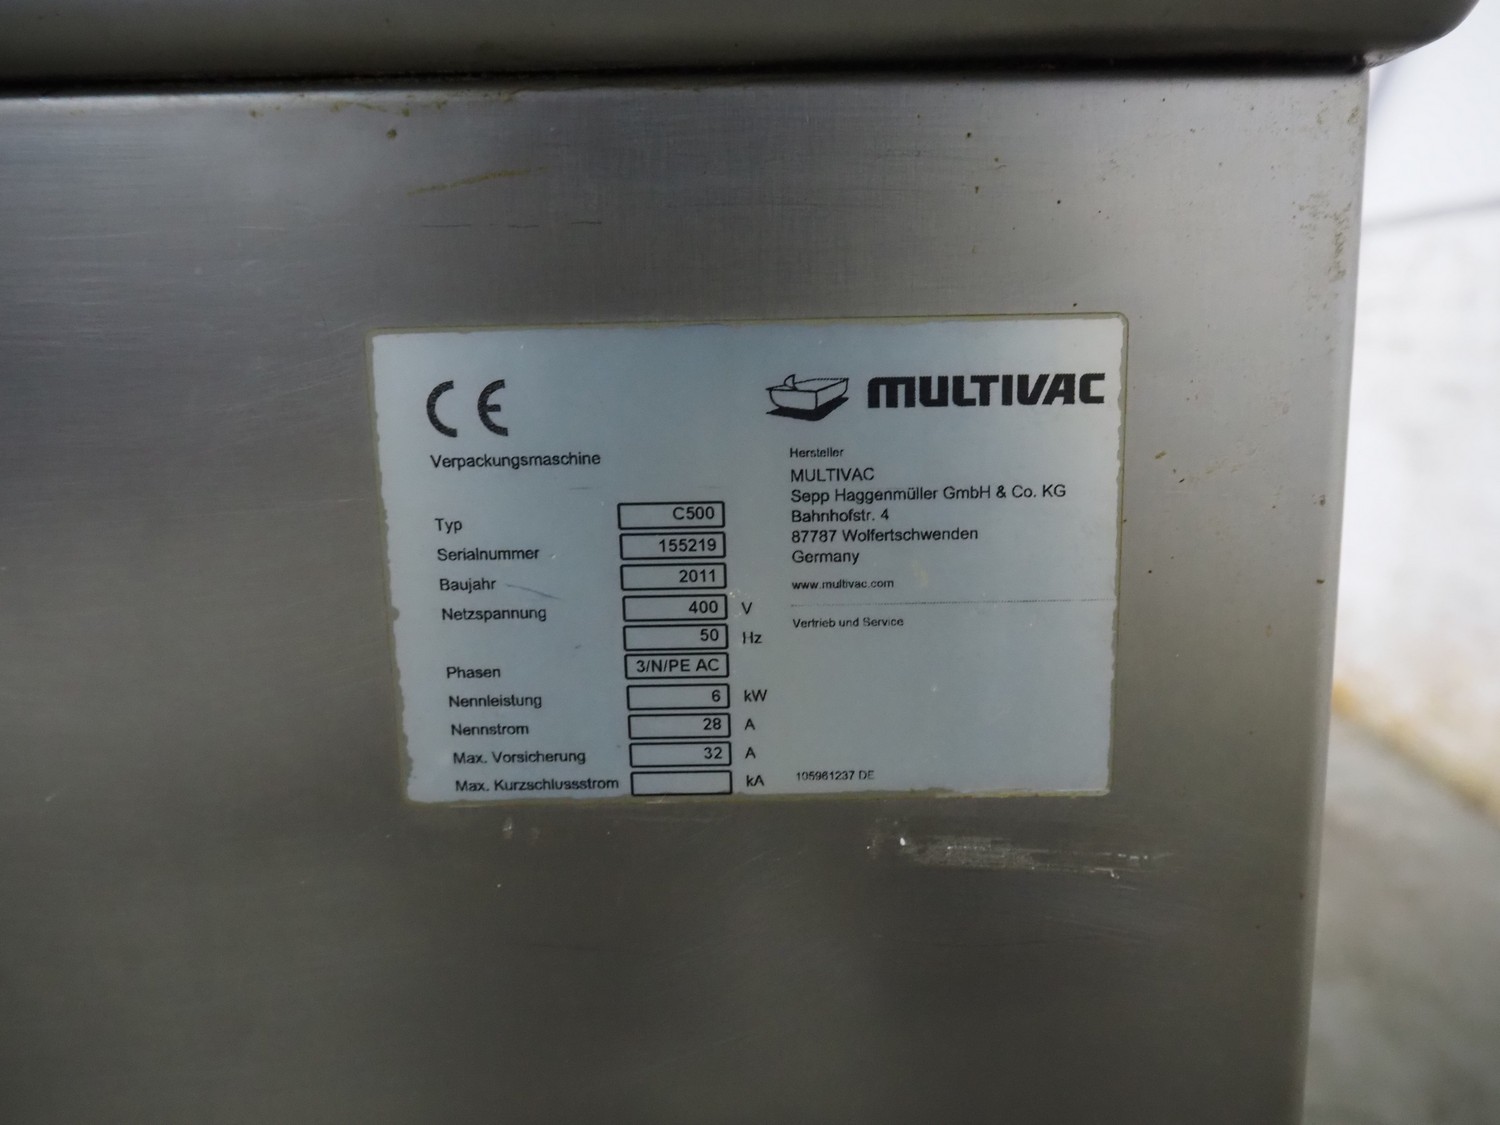 CE
Verpackungsmaschine
Typ C500
Serialnummer 155219
Baujahr 2011
Netzspannung 400 V
50 Hz
Phasen 3/N/PE AC
Nennleistung 6 kW
Nennstrom 28 A
Max. Vorsicherung 32 A
Max. Kurzschlussstrom kA
MULTIVAC
Hersteller
MULTIVAC
Sepp Haggenmüller GmbH & Co. KG
Bahnhofstr. 4
87787 Wolfertschwenden
Germany
www.multivac.com
Vertrieb und Service
105961237 DE